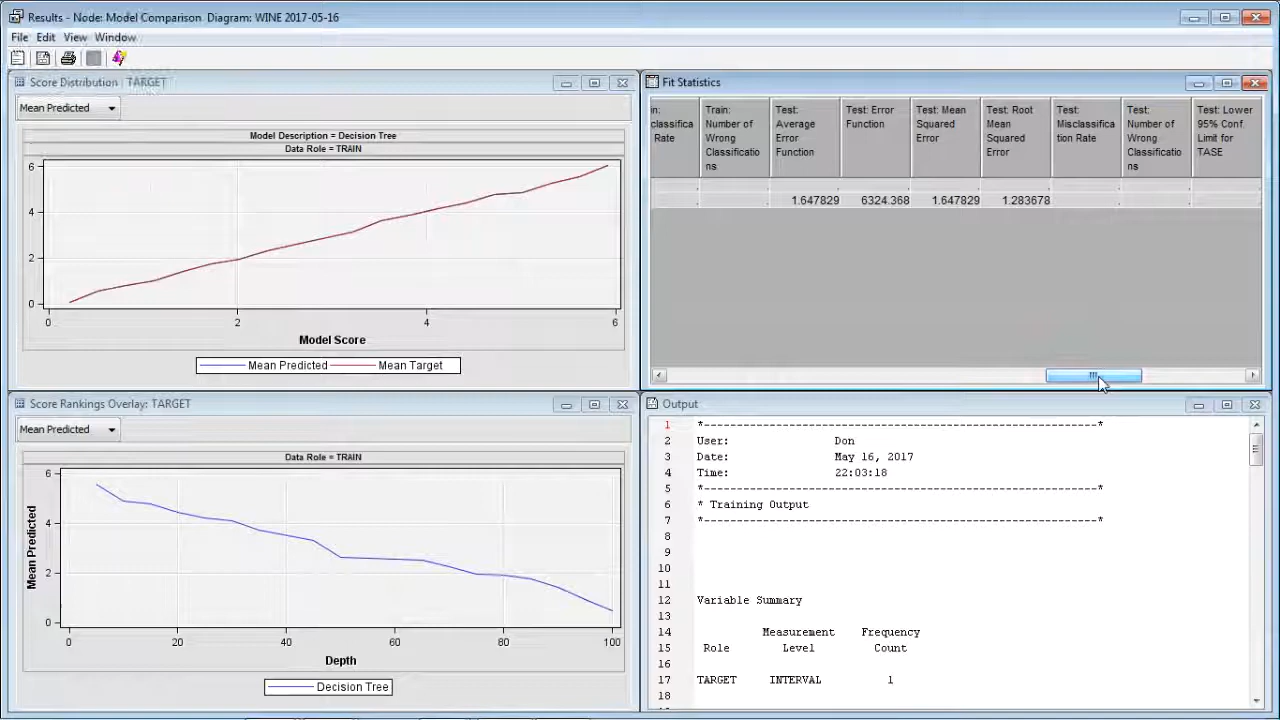 Results - Node: Model Comparison  Diagram: WINE 2017-05-16
File Edit View Window
Score Distribution : TARGET
Mean Predicted
Model Description = Decision Tree
Data Role = TRAIN
6
4
2
0
0 2 4 6
Model Score
Mean Predicted Mean Target
Fit Statistics
in:
classifica
Rate
Train:
Number of
Wrong
Classificatio
ns
Test:
Average
Error
Function
Test: Error
Function
Test: Mean
Squared
Error
Test: Root
Mean
Squared
Error
Test:
Misclassifica
tion Rate
Test:
Number of
Wrong
Classificatio
ns
Test: Lower
95% Conf.
Limit for
TASE
. . . . . . . . .
. . 1.647829 6324.368 1.647829 1.283678 . . .
Score Rankings Overlay: TARGET
Mean Predicted
Data Role = TRAIN
Mean Predicted
6
4
2
0
0 20 40 60 80 100
Depth
Decision Tree
Output
1 *------------------------------------------------------------*
2 User: Don
3 Date: May 16, 2017
4 Time: 22:03:18
5 *------------------------------------------------------------*
6 * Training Output
7 *------------------------------------------------------------*
8
9
10
11
12 Variable Summary
13
14 Measurement Frequency
15 Role Level Count
16
17 TARGET INTERVAL 1
18